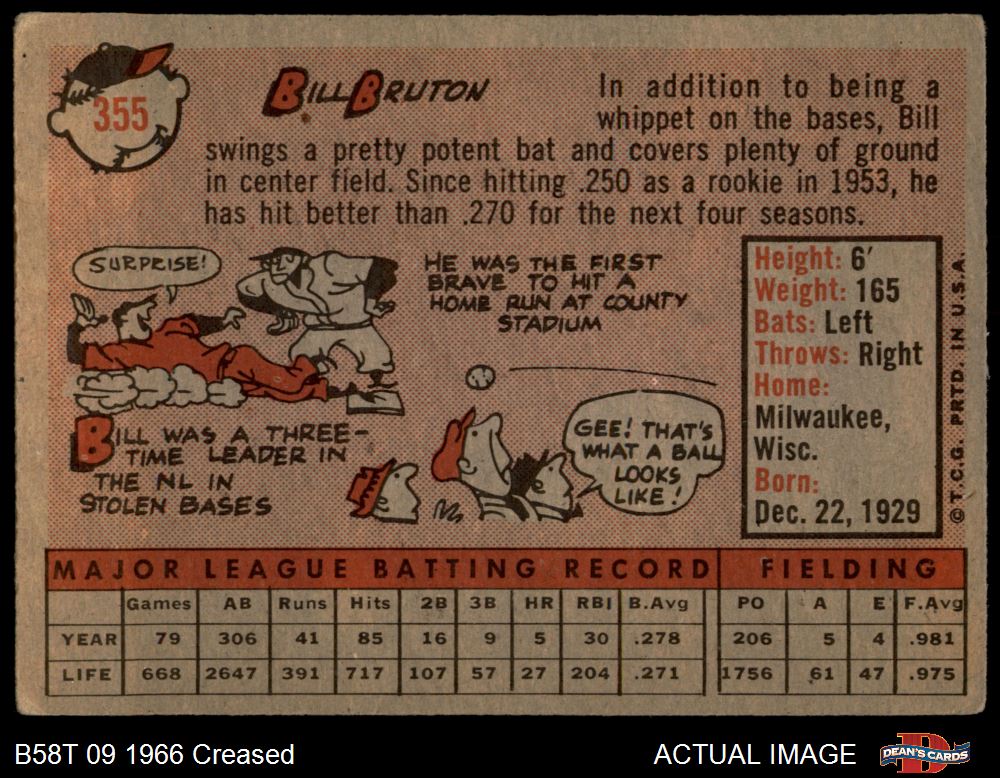 355
BILL BRUTON
In addition to being a
whippet on the bases, Bill
swings a pretty potent bat and covers plenty of ground
in center field. Since hitting .250 as a rookie in 1953, he
has hit better than .270 for the next four seasons.
SURPRISE!
HE WAS THE FIRST
BRAVE TO HIT A
HOME RUN AT COUNTY
STADIUM
BILL WAS A THREE-
TIME LEADER IN
THE NL IN
STOLEN BASES
GEE! THAT'S
WHAT A BALL
LOOKS
LIKE!
Height: 6'
Weight: 165
Bats: Left
Throws: Right
Home:
Milwaukee,
Wisc.
Born:
Dec. 22, 1929
© T.C.G. PRTD. IN U.S.A.
MAJOR LEAGUE BATTING RECORD FIELDING
Games AB Runs Hits 2B 3B HR RBI B.Avg PO A E F.Avg
YEAR 79 306 41 85 16 9 5 30 .278 206 5 4 .981
LIFE 668 2647 391 717 107 57 27 204 .271 1756 61 47 .975
B58T 09 1966 Creased
ACTUAL IMAGE
DEAN'S CARDS